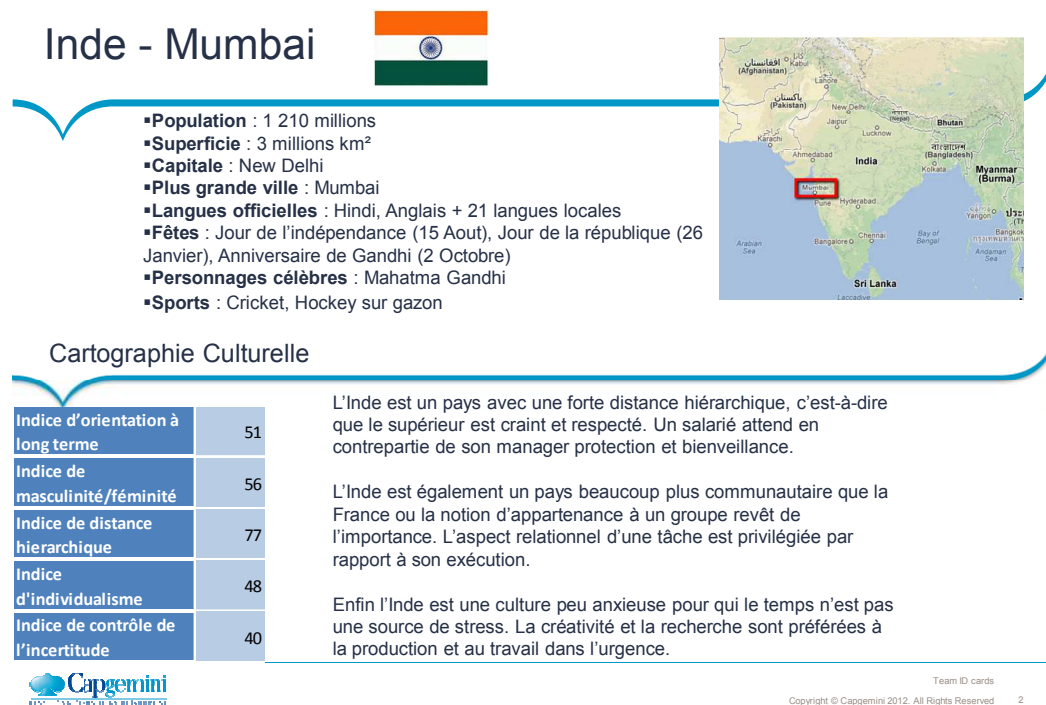 Inde - Mumbai
▪Population : 1 210 millions
▪Superficie : 3 millions km²
▪Capitale : New Delhi
▪Plus grande ville : Mumbai
▪Langues officielles : Hindi, Anglais + 21 langues locales
▪Fêtes : Jour de l’indépendance (15 Aout), Jour de la république (26
Janvier), Anniversaire de Gandhi (2 Octobre)
▪Personnages célèbres : Mahatma Gandhi
▪Sports : Cricket, Hockey sur gazon
افغانستان
Kabul
(Afghanistan)
Lahore
پاکستان
(Pakistan)
New Delhi
(Nepal)
Bhutan
Jaipur
Lucknow
Karachi
Ahmedabad
India
(Bangladesh)
Kolkata
Myanmar
(Burma)
Mumbai
Pune
Hyderabad
Yangon
Arabian
Sea
Bangalore
Chennai
Bay of
Bengal
Bangkok
Andaman
Sea
Sri Lanka
Laccadive
Cartographie Culturelle
Indice d’orientation à
long terme 51
Indice de
masculinité/féminité 56
Indice de distance
hierarchique 77
Indice
d'individualisme 48
Indice de contrôle de
l’incertitude 40
L’Inde est un pays avec une forte distance hiérarchique, c’est-à-dire
que le supérieur est craint et respecté. Un salarié attend en
contrepartie de son manager protection et bienveillance.
L’Inde est également un pays beaucoup plus communautaire que la
France ou la notion d’appartenance à un groupe revêt de
l’importance. L’aspect relationnel d’une tâche est privilégiée par
rapport à son exécution.
Enfin l’Inde est une culture peu anxieuse pour qui le temps n’est pas
une source de stress. La créativité et la recherche sont préférées à
la production et au travail dans l’urgence.
Capgemini
Team ID cards
Copyright © Capgemini 2012. All Rights Reserved 2